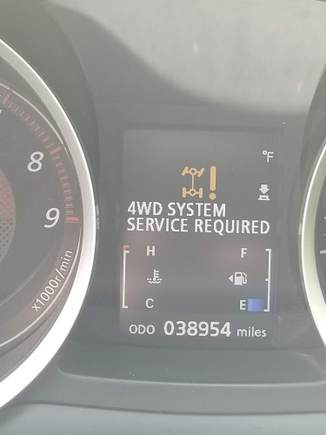 8
9
x1000r/min
°F
!
4WD SYSTEM
SERVICE REQUIRED
H F
C E
ODO 038954 miles